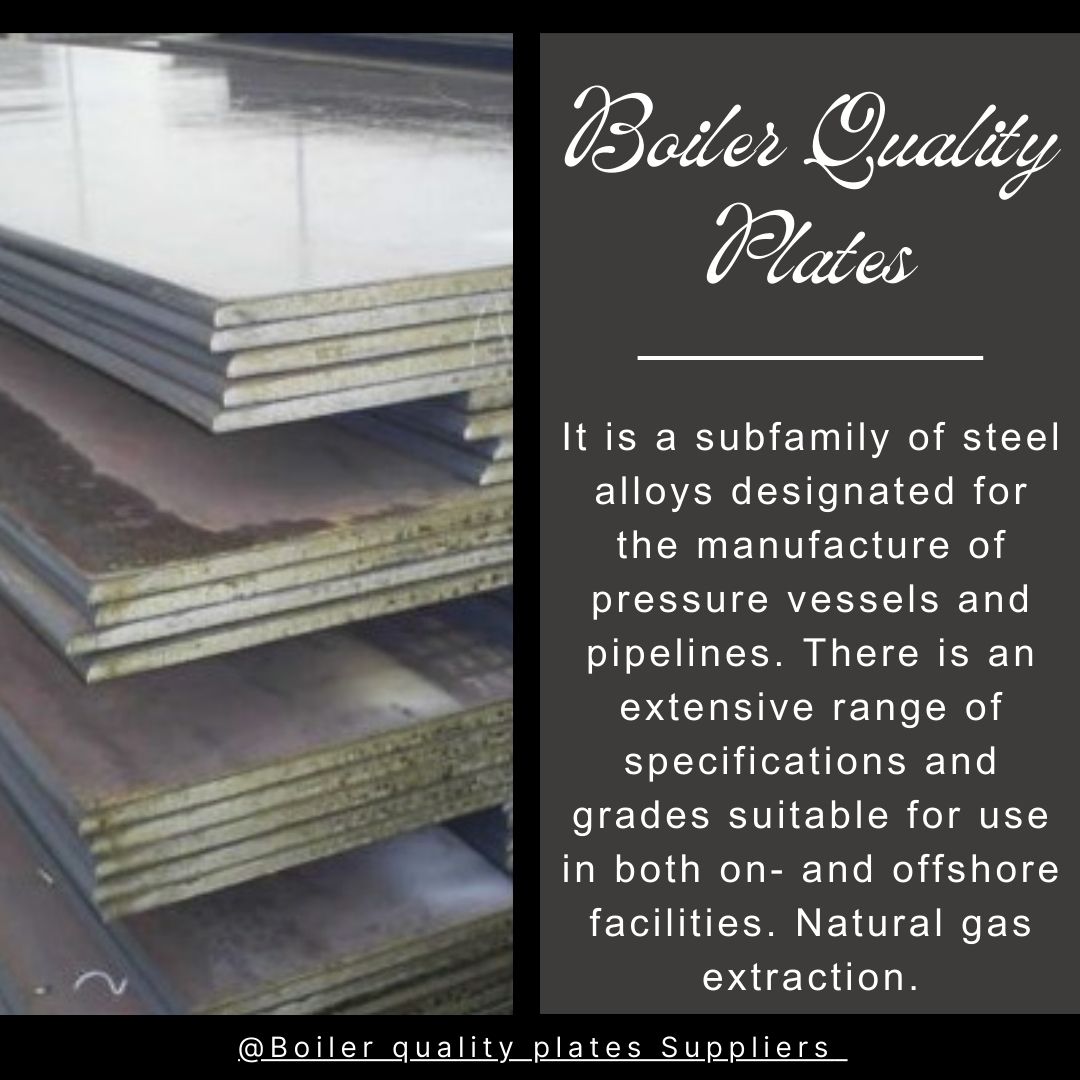 Boiler Quality
Plates
It is a subfamily of steel
alloys designated for
the manufacture of
pressure vessels and
pipelines. There is an
extensive range of
specifications and
grades suitable for use
in both on- and offshore
facilities. Natural gas
extraction.
@Boiler quality plates Suppliers